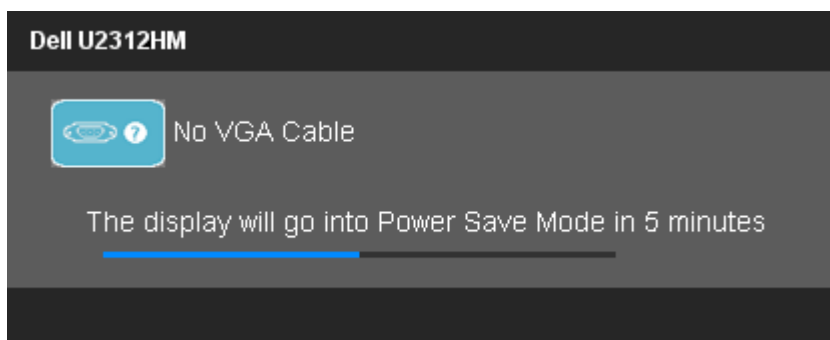 Dell U2312HM
No VGA Cable
The display will go into Power Save Mode in 5 minutes